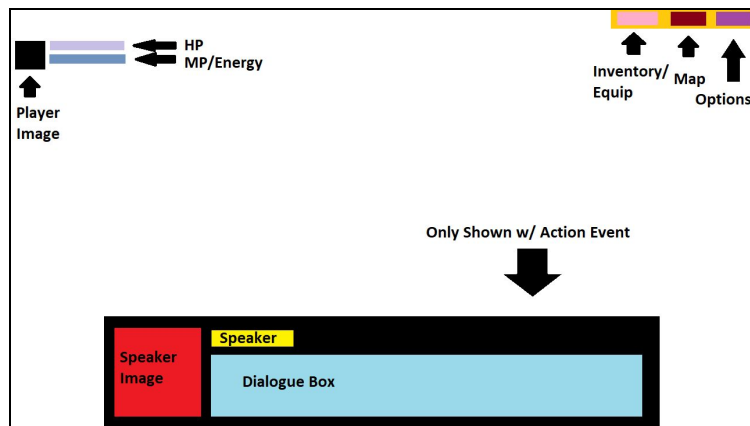 HP
MP/Energy
Player
Image
Inventory/
Equip
Map
Options
Only Shown w/ Action Event
Speaker
Image
Speaker
Dialogue Box